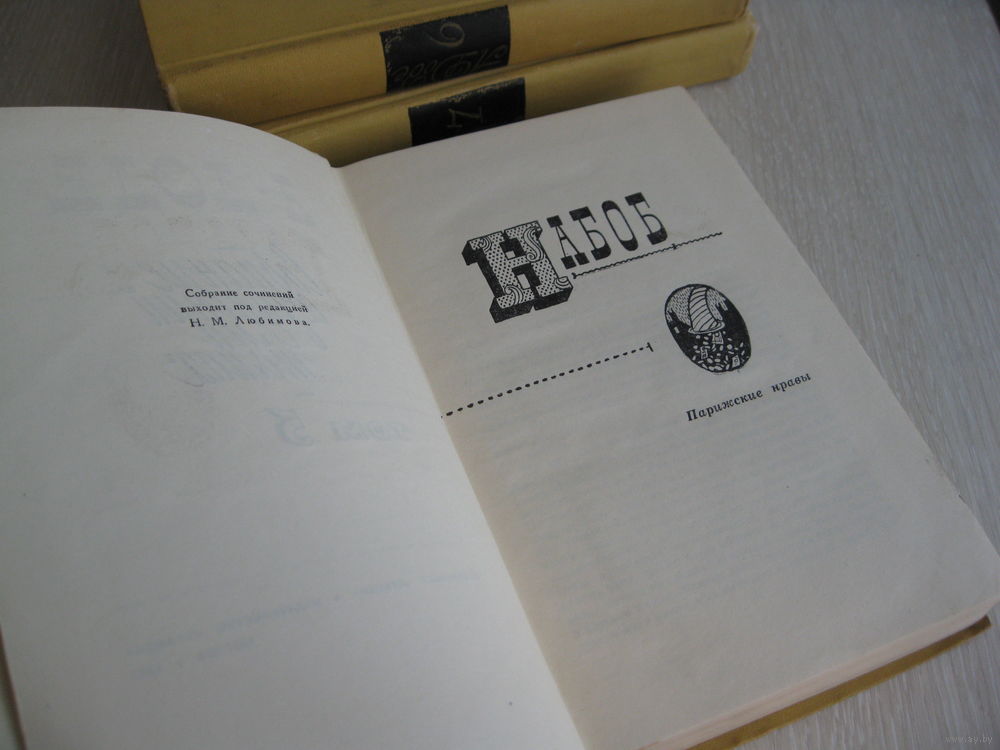 Собрание сочинений
выходит под редакцией
Н. М. Любимова.
НАБОБ
Парижские нравы